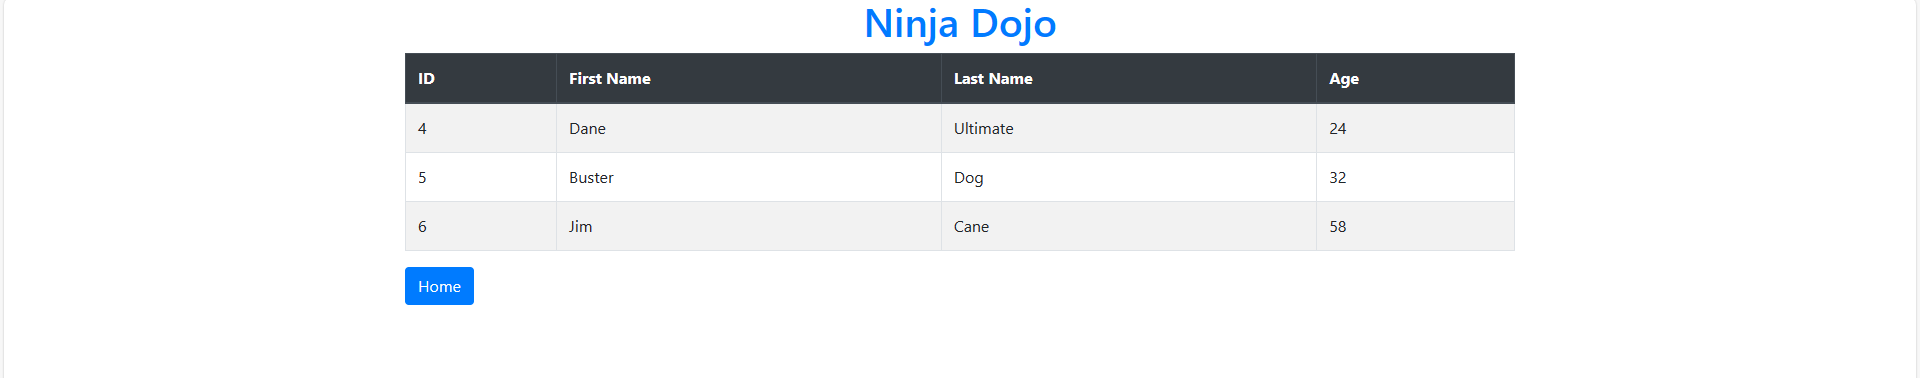 Ninja Dojo
ID First Name Last Name Age
4 Dane Ultimate 24
5 Buster Dog 32
6 Jim Cane 58
Home